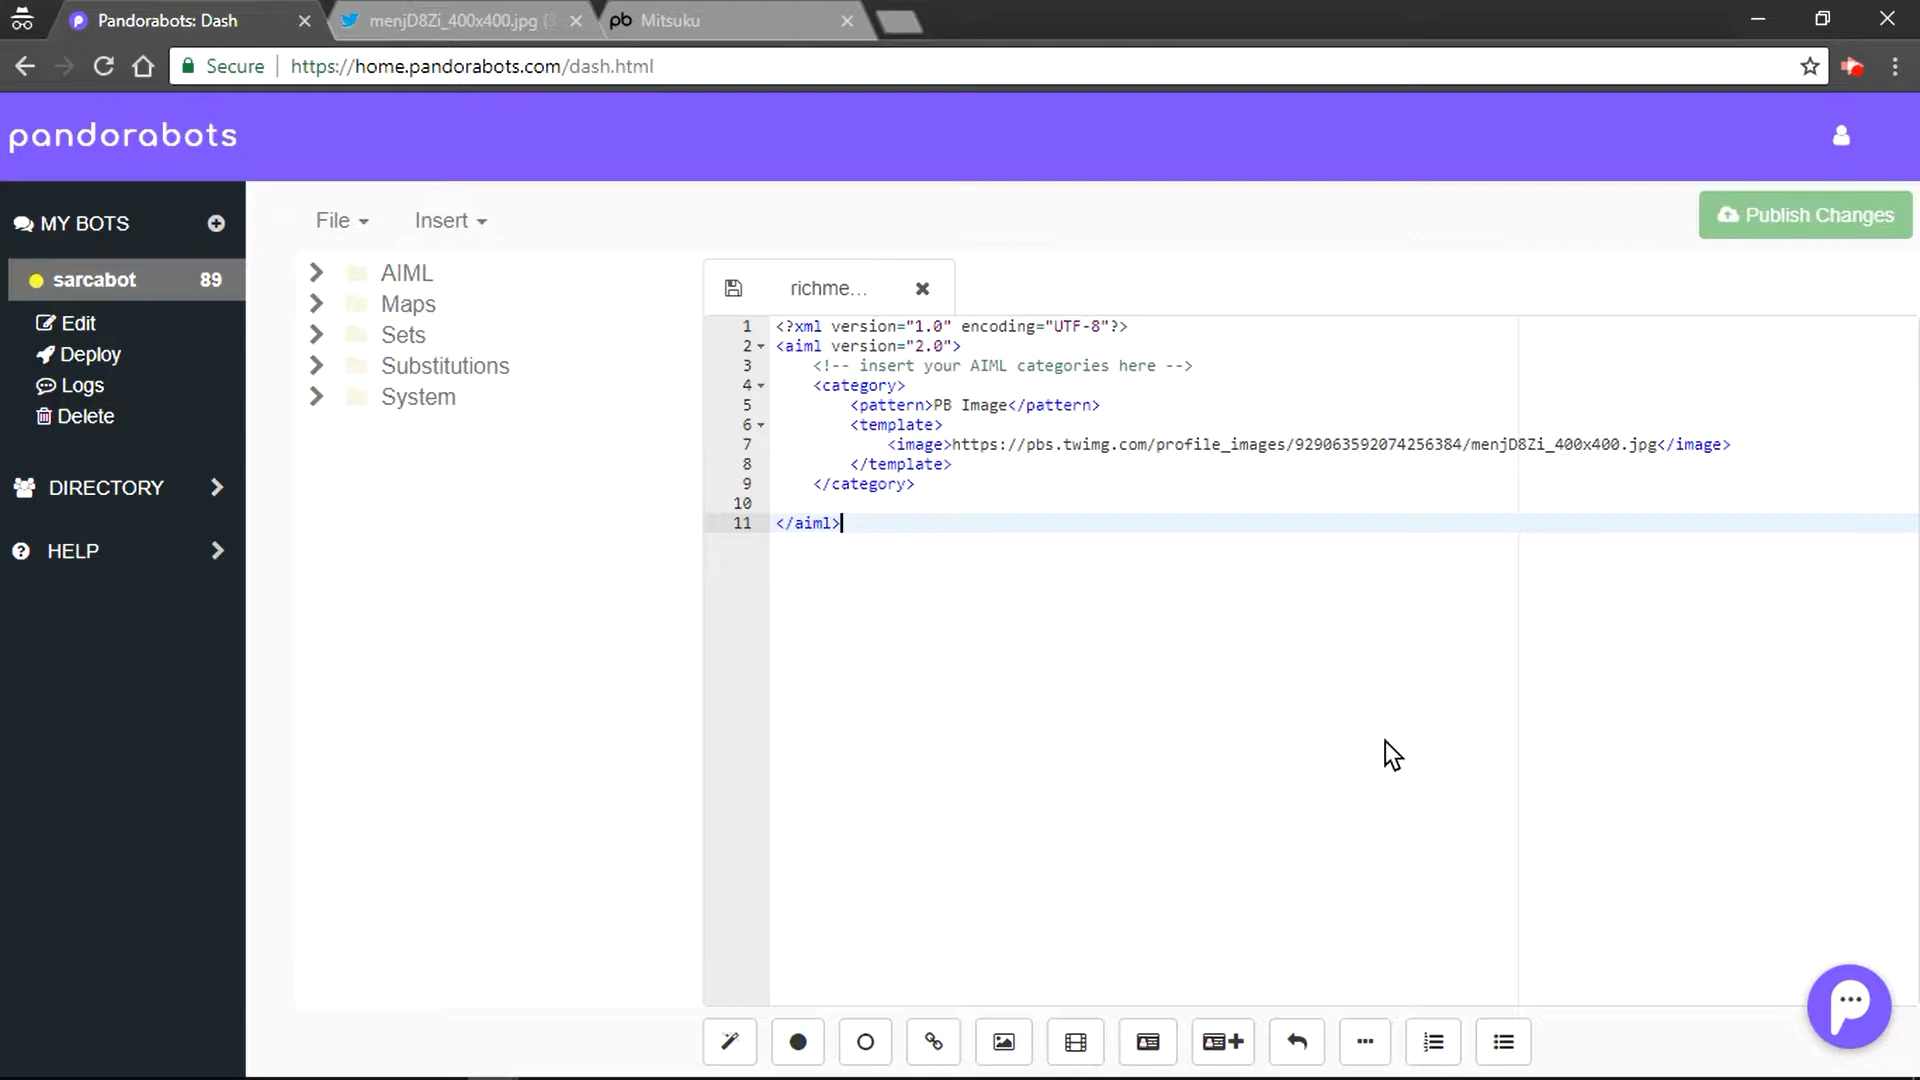 Pandorabots: Dash
menjD8Zi_400x400.jpg (
pb Mitsuku
Secure
https://home.pandorabots.com/dash.html
pandorabots
MY BOTS
sarcabot 89
Edit
Deploy
Logs
Delete
DIRECTORY
HELP
File
Insert
Publish Changes
AIML
Maps
Sets
Substitutions
System
richme...
1 <?xml version="1.0" encoding="UTF-8"?>
2 <aiml version="2.0">
3 <!-- insert your AIML categories here -->
4 <category>
5 <pattern>PB Image</pattern>
6 <template>
7 <image>https://pbs.twimg.com/profile_images/929063592074256384/menjD8Zi_400x400.jpg</image>
8 </template>
9 </category>
10
11 </aiml>